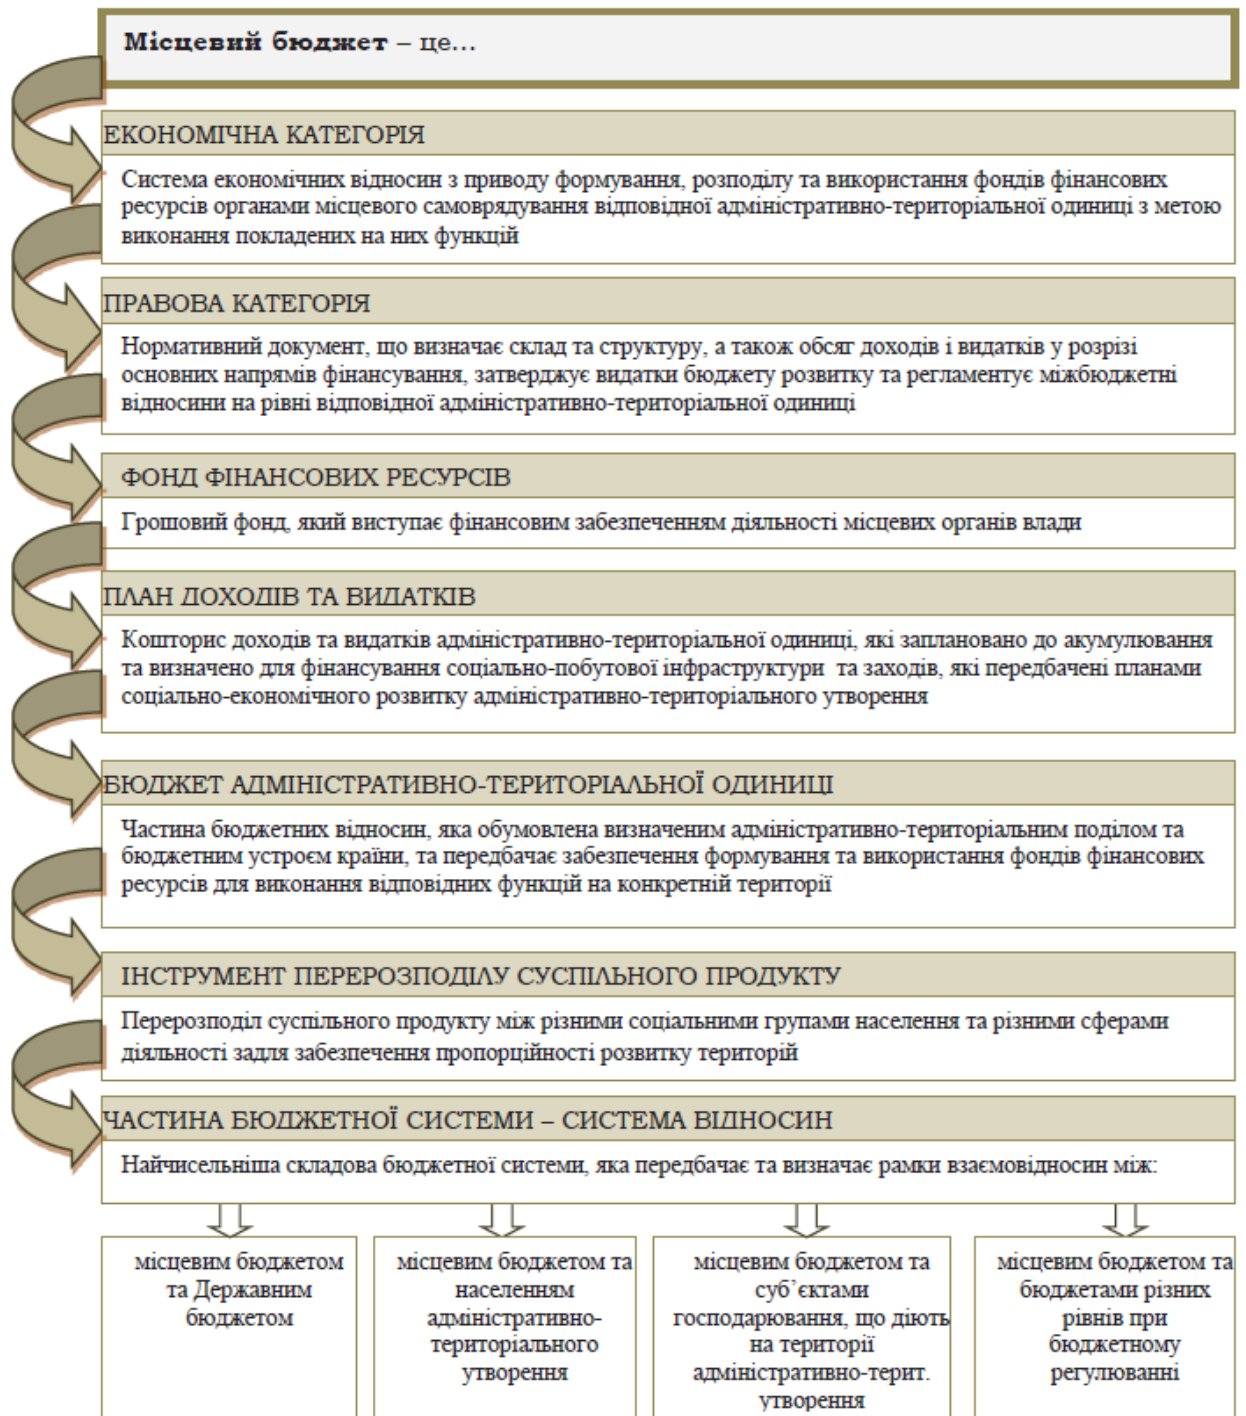 Місцевий бюджет – це...
ЕКОНОМІЧНА КАТЕГОРІЯ
Система економічних відносин з приводу формування, розподілу та використання фондів фінансових
ресурсів органами місцевого самоврядування відповідної адміністративно-територіальної одиниці з метою
виконання покладених на них функцій
ПРАВОВА КАТЕГОРІЯ
Нормативний документ, що визначає склад та структуру, а також обсяг доходів і видатків у розрізі
основних напрямів фінансування, затверджує видатки бюджету розвитку та регламентує міжбюджетні
відносини на рівні відповідної адміністративно-територіальної одиниці
ФОНД ФІНАНСОВИХ РЕСУРСІВ
Грошовий фонд, який виступає фінансовим забезпеченням діяльності місцевих органів влади
ПЛАН ДОХОДІВ ТА ВИДАТКІВ
Кошторис доходів та видатків адміністративно-територіальної одиниці, які заплановано до акумулювання
та визначено для фінансування соціально-побутової інфраструктури та заходів, які передбачені планами
соціально-економічного розвитку адміністративно-територіального утворення
БЮДЖЕТ АДМІНІСТРАТИВНО-ТЕРИТОРІАЛЬНОЇ ОДИНИЦІ
Частина бюджетних відносин, яка обумовлена визначеним адміністративно-територіальним поділом та
бюджетним устроєм країни, та передбачає забезпечення формування та використання фондів фінансових
ресурсів для виконання відповідних функцій на конкретній території
ІНСТРУМЕНТ ПЕРЕРОЗПОДІЛУ СУСПІЛЬНОГО ПРОДУКТУ
Перерозподіл суспільного продукту між різними соціальними групами населення та різними сферами
діяльності задля забезпечення пропорційності розвитку територій
ЧАСТИНА БЮДЖЕТНОЇ СИСТЕМИ – СИСТЕМА ВІДНОСИН
Найчисельніша складова бюджетної системи, яка передбачає та визначає рамки взаємовідносин між:
місцевим бюджетом
та Державним
бюджетом
місцевим бюджетом та
населенням
адміністративно-
територіального
утворення
місцевим бюджетом та
суб’єктами
господарювання, що діють
на території
адміністративно-терит.
утворення
місцевим бюджетом та
бюджетами різних
рівнів при
бюджетному
регулюванні